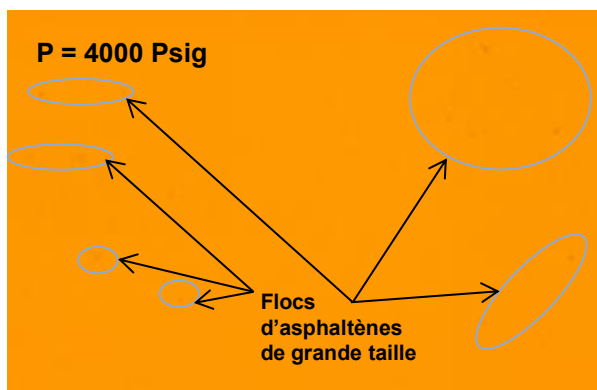 P = 4000 Psig
Flocs
d'asphaltènes
de grande taille